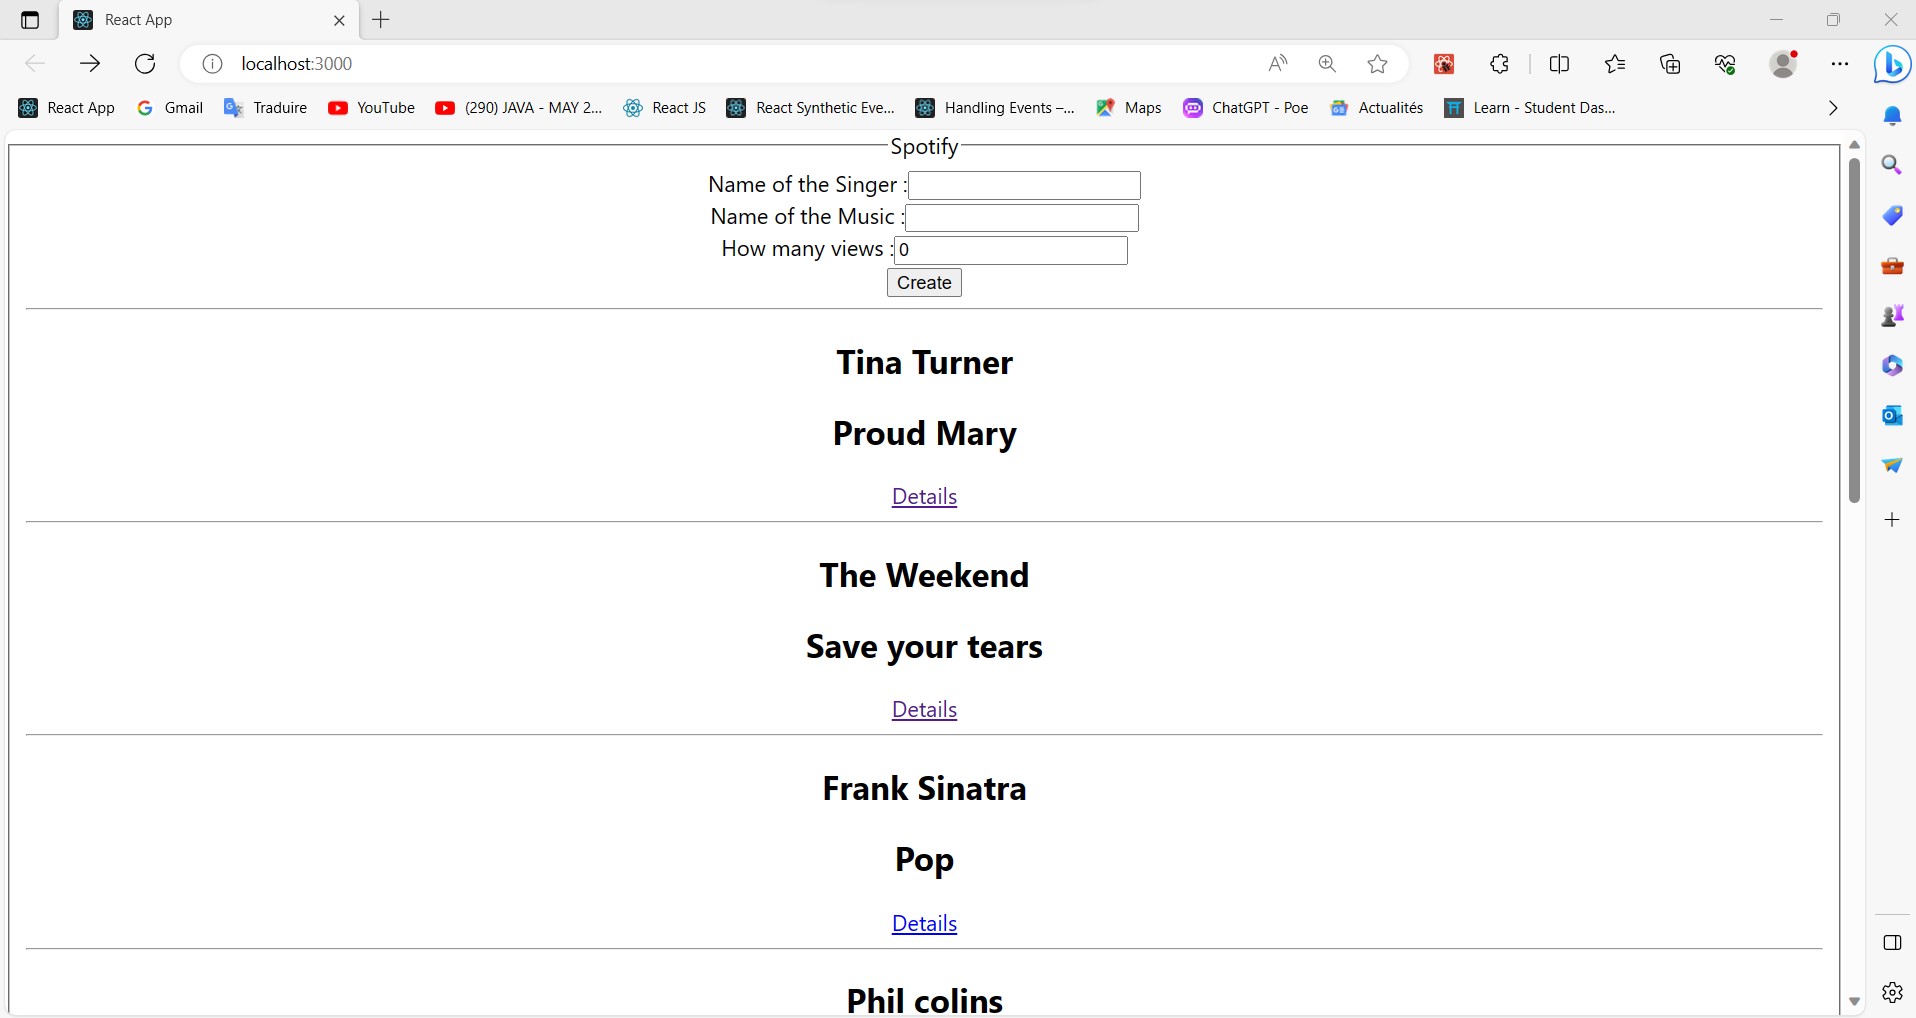 React App
localhost:3000
React App Gmail Traduire YouTube (290) JAVA - MAY 2... React JS React Synthetic Eve... Handling Events –... Maps ChatGPT - Poe Actualités Learn - Student Das...
Spotify
Name of the Singer :
Name of the Music :
How many views :0
Create
Tina Turner
Proud Mary
Details
The Weekend
Save your tears
Details
Frank Sinatra
Pop
Details
Phil colins